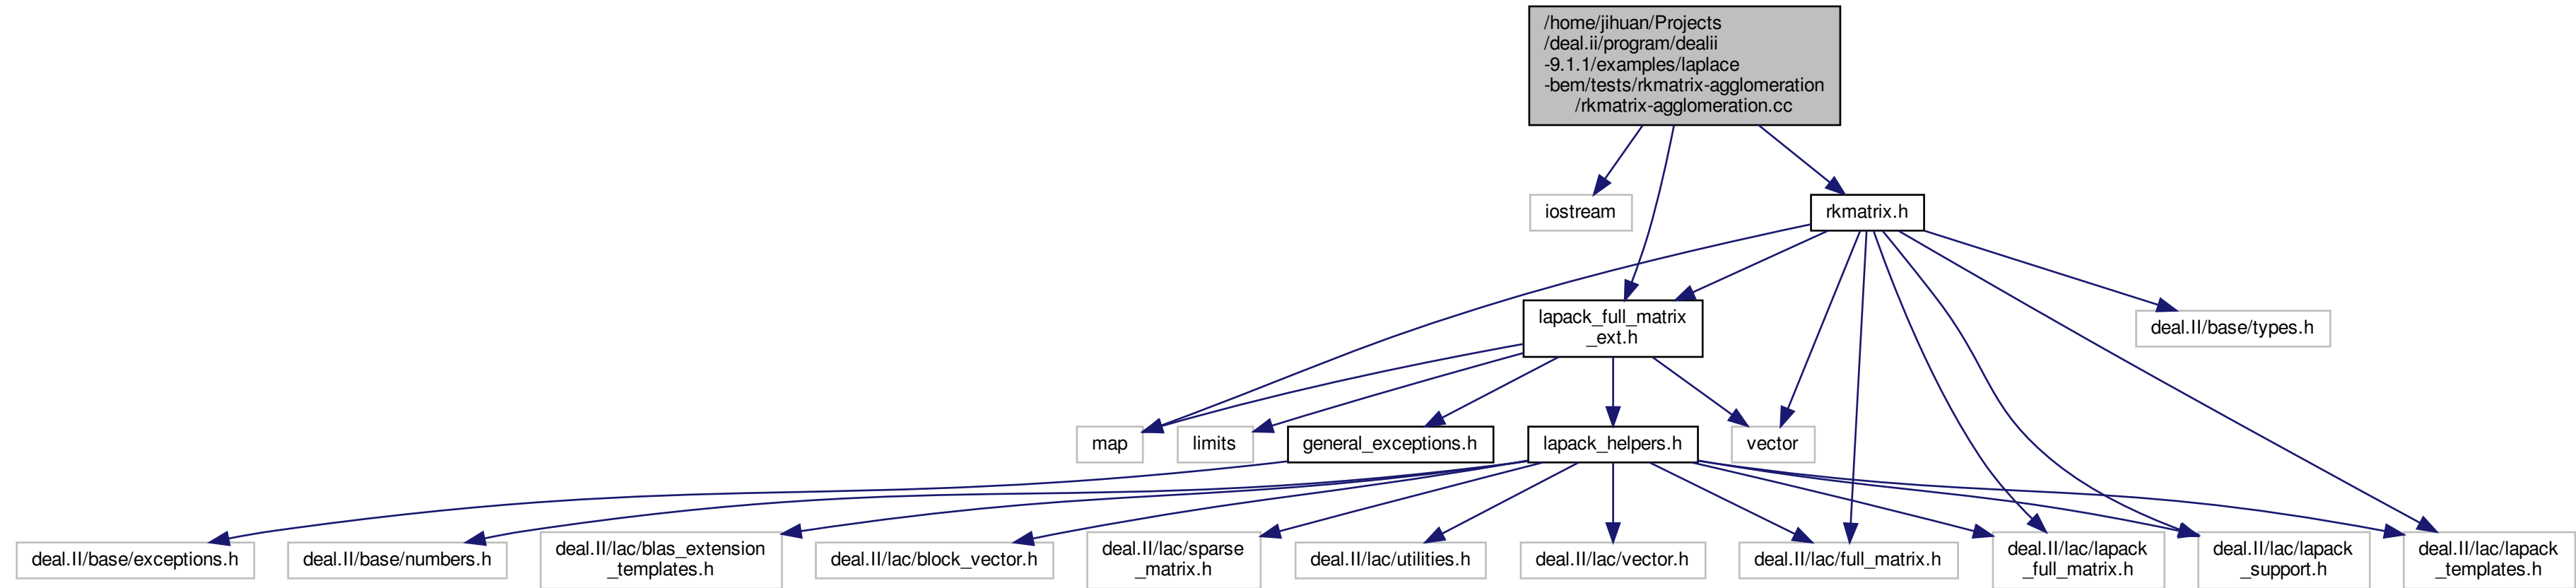 /home/jihuan/Projects
/deal.ii/program/dealii
-9.1.1/examples/laplace
-bem/tests/rkmatrix-agglomeration
/rkmatrix-agglomeration.cc
iostream
rkmatrix.h
lapack_full_matrix
_ext.h
deal.II/base/types.h
map
limits
general_exceptions.h
lapack_helpers.h
vector
deal.II/base/exceptions.h
deal.II/base/numbers.h
deal.II/lac/blas_extension
_templates.h
deal.II/lac/block_vector.h
deal.II/lac/sparse
_matrix.h
deal.II/lac/utilities.h
deal.II/lac/vector.h
deal.II/lac/full_matrix.h
deal.II/lac/lapack
_full_matrix.h
deal.II/lac/lapack
_support.h
deal.II/lac/lapack
_templates.h